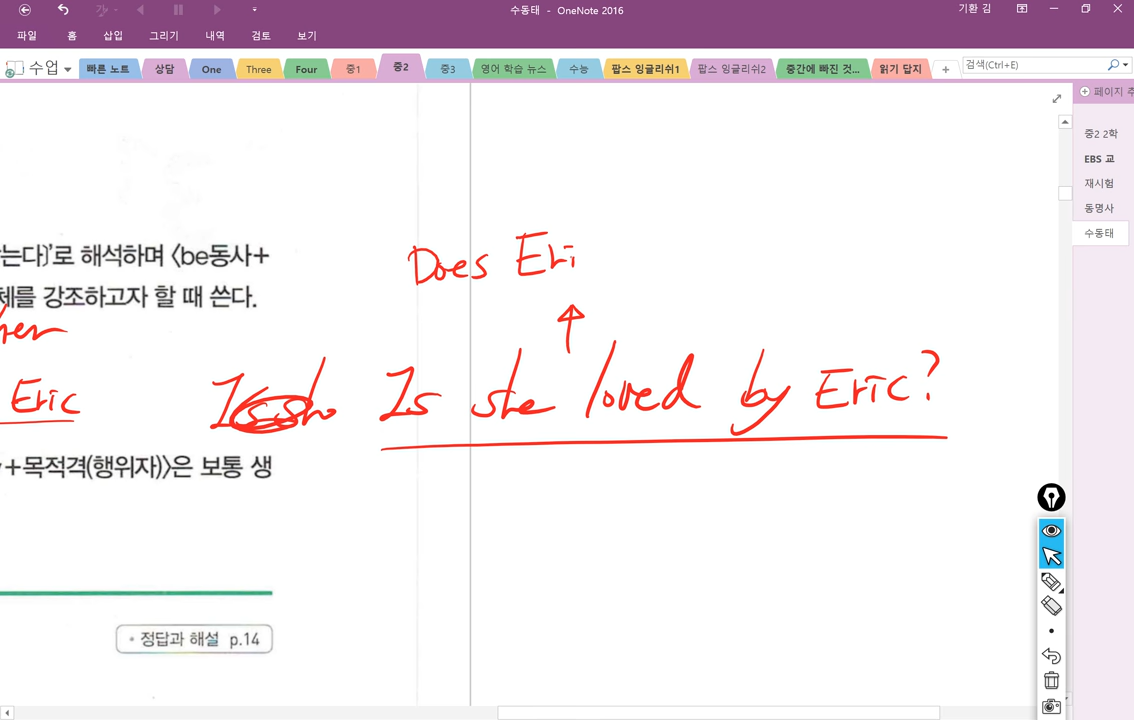 수동태 - OneNote 2016
기환 김
파일 홈 삽입 그리기 내역 검토 보기
수업 빠른 노트 상담 One Three Four 중1 중2 중3 영어 학습 뉴스 수능 팝스 잉글리쉬1 팝스 잉글리쉬2 중간에 빠진 것... 읽기 답지 검색(Ctrl+E)
페이지 추
중2 2학
EBS 교
재시험
동명사
수동태
는다)'로 해석하며 〈be동사+
Does Eri
체를 강조하고자 할 때 쓴다.
Eric
Is she loved by Eric?
+목적격(행위자)〉은 보통 생
• 정답과 해설 p.14